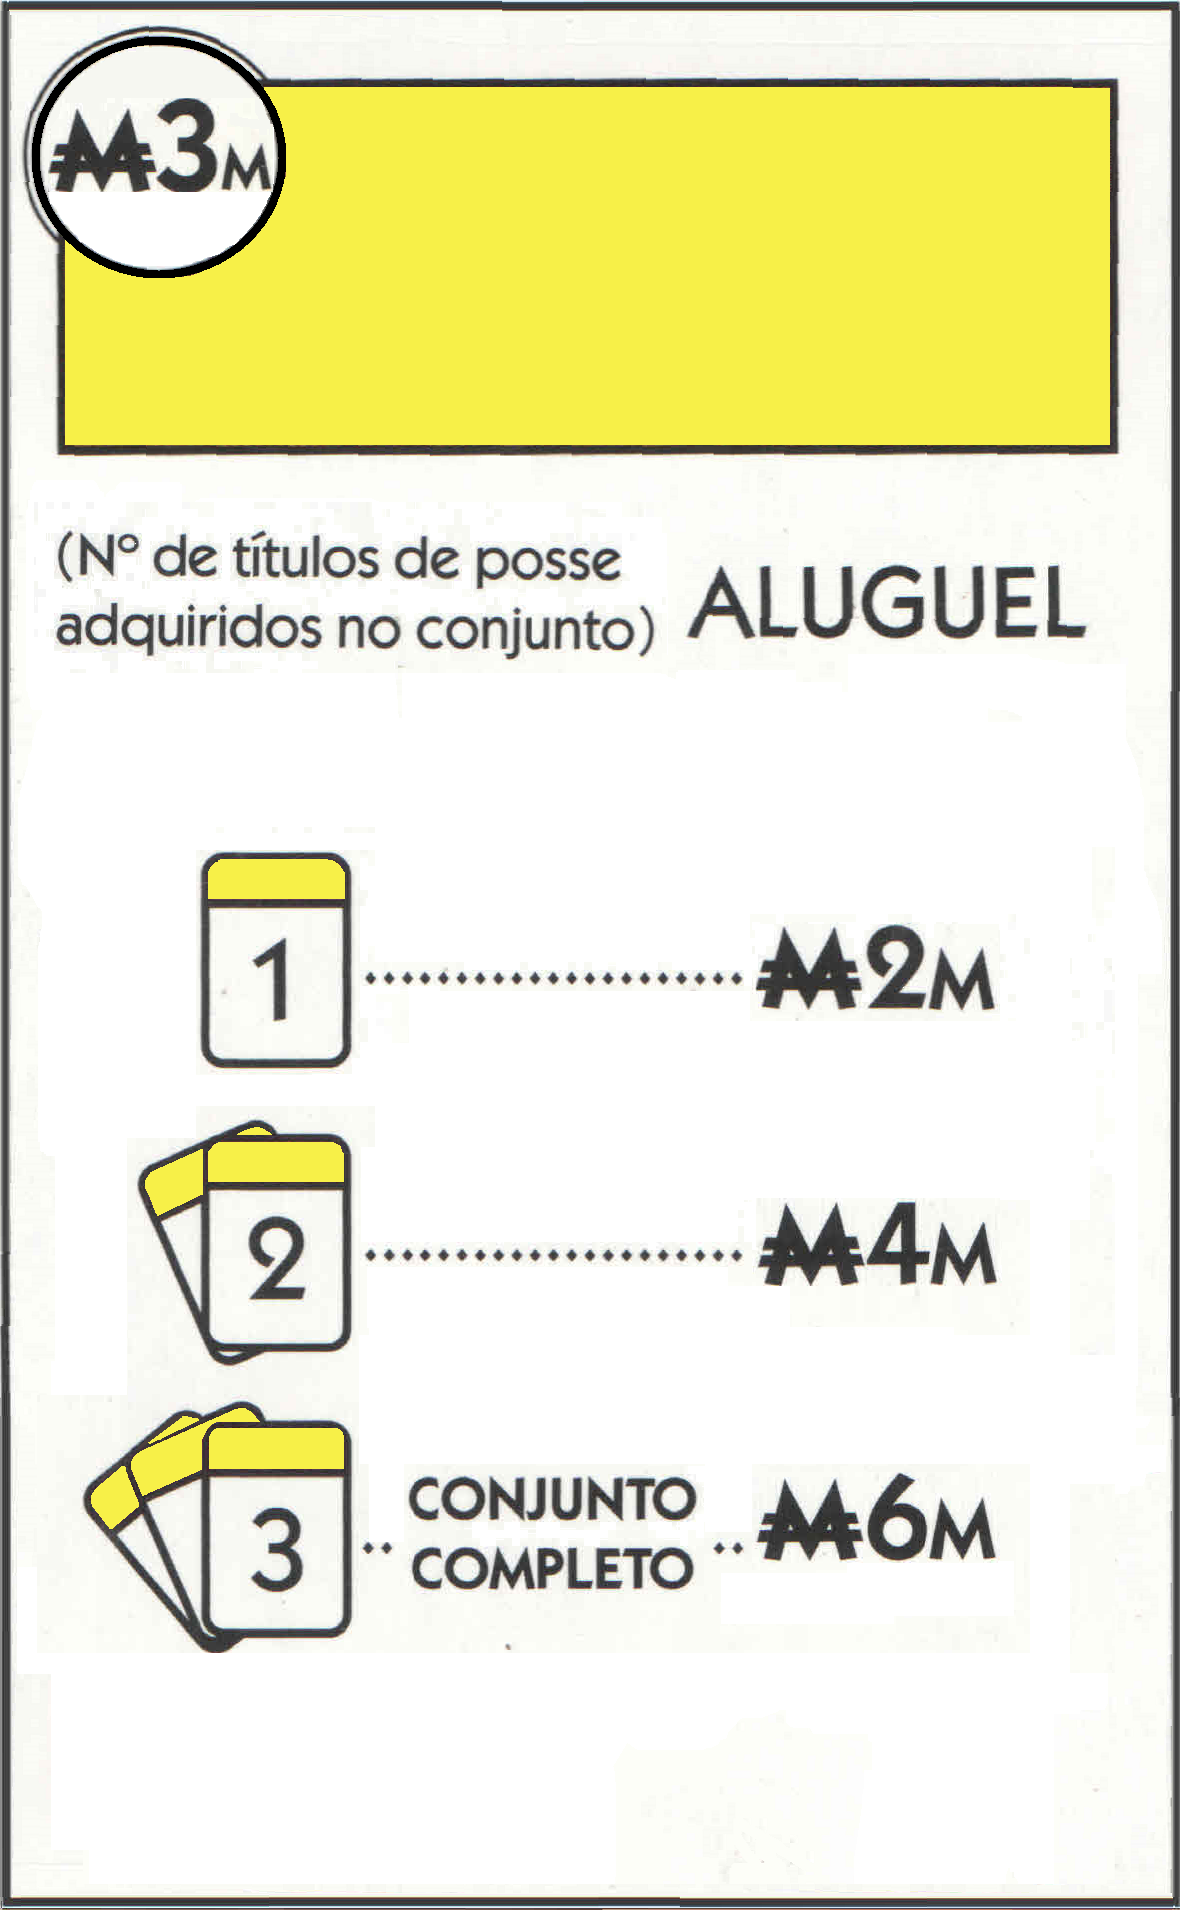 ₩3M
(Nº de títulos de posse
adquiridos no conjunto)
ALUGUEL
1 ₩2M
2 ₩4M
3 CONJUNTO COMPLETO ₩6M